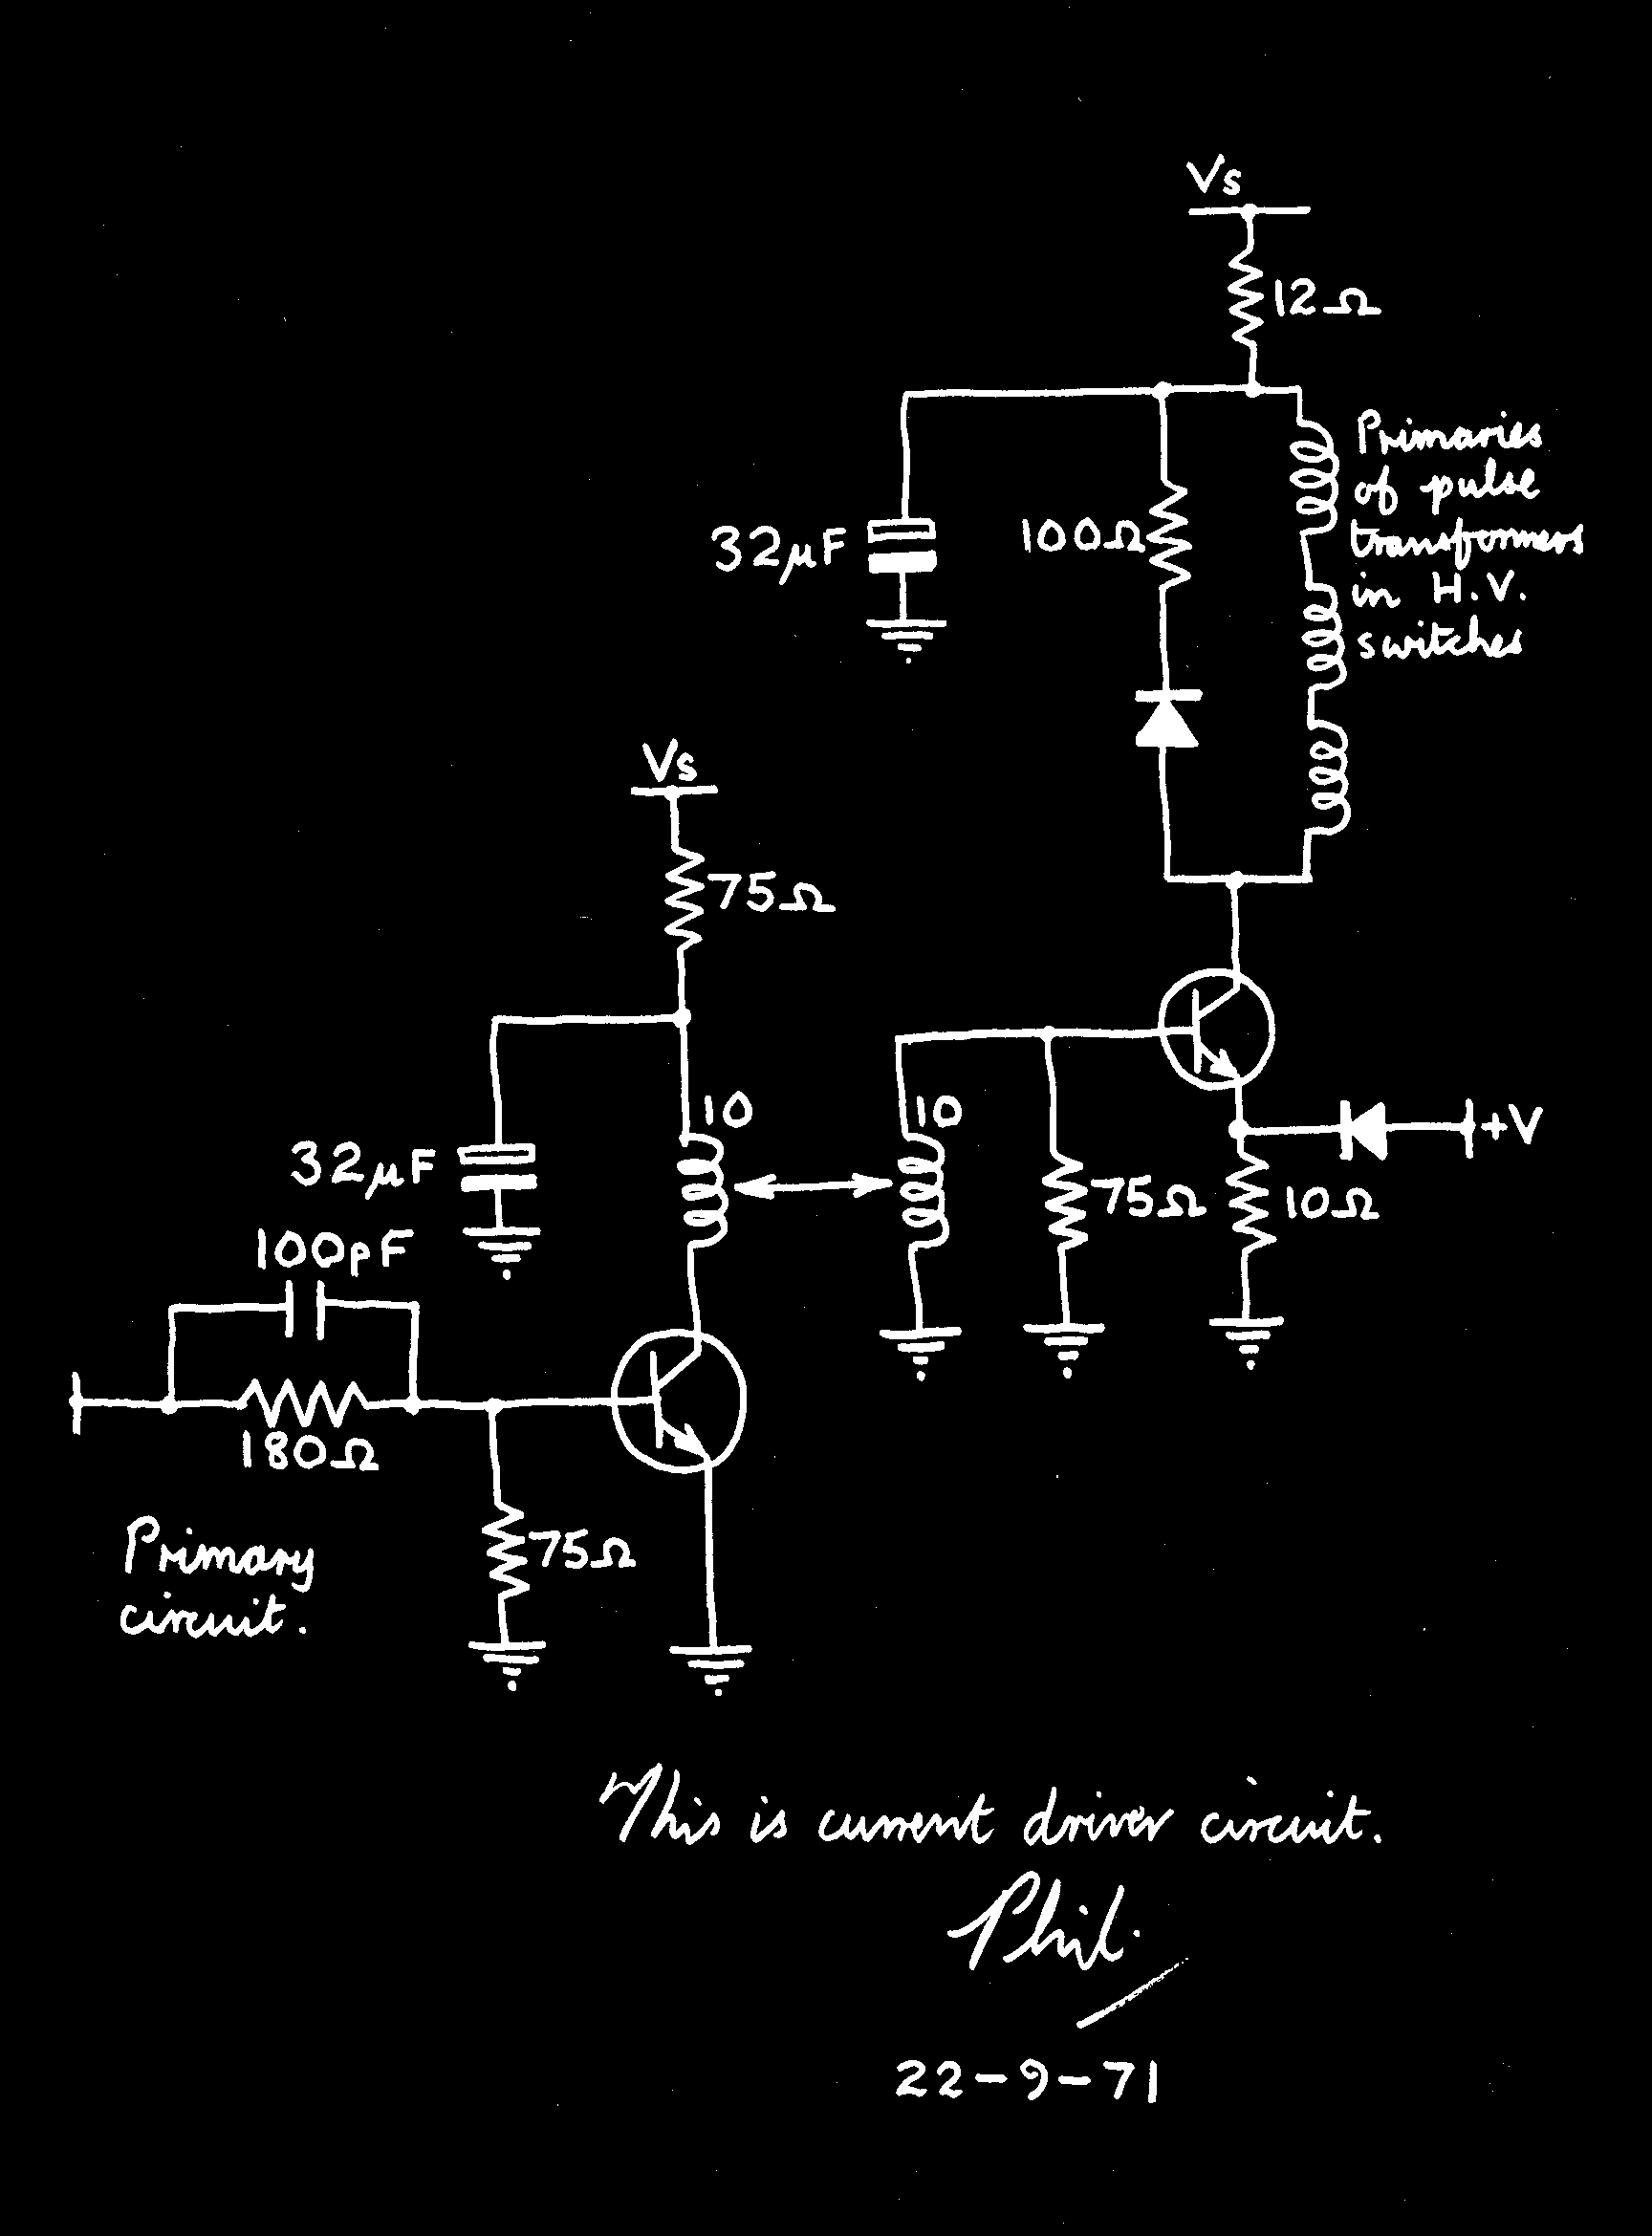 Vs
12Ω
Primaries
of pulse
transformers
in H.V.
switches
32μF
100Ω
Vs
75Ω
10
10
+V
32μF
75Ω
10Ω
100pF
180Ω
75Ω
Primary
circuit.
This is current driver circuit.
Phil.
22-9-71